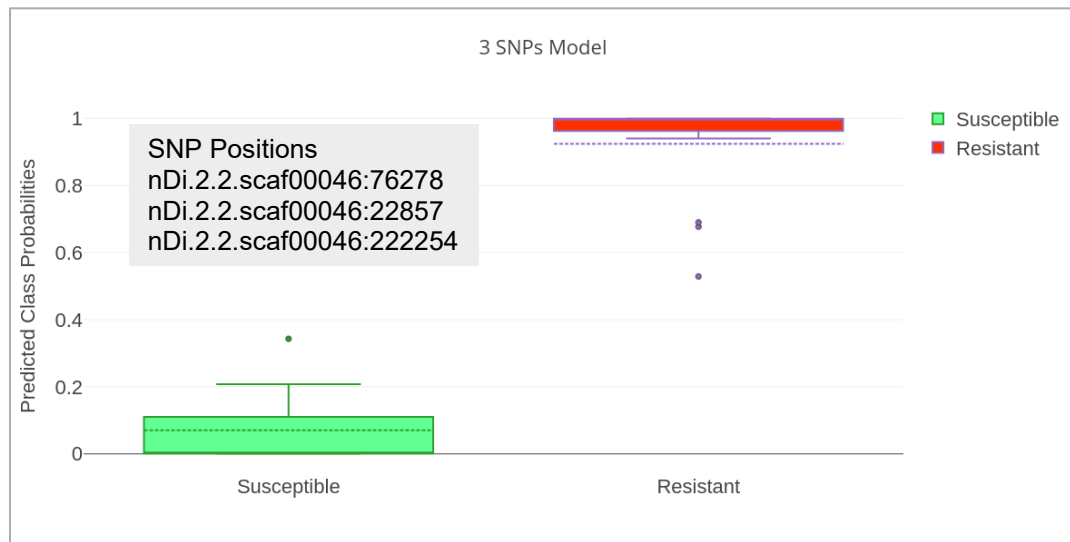 3 SNPs Model
Predicted Class Probabilities
1
0.8
0.6
0.4
0.2
0
SNP Positions
nDi.2.2.scaf00046:76278
nDi.2.2.scaf00046:22857
nDi.2.2.scaf00046:222254
Susceptible
Resistant
Susceptible
Resistant